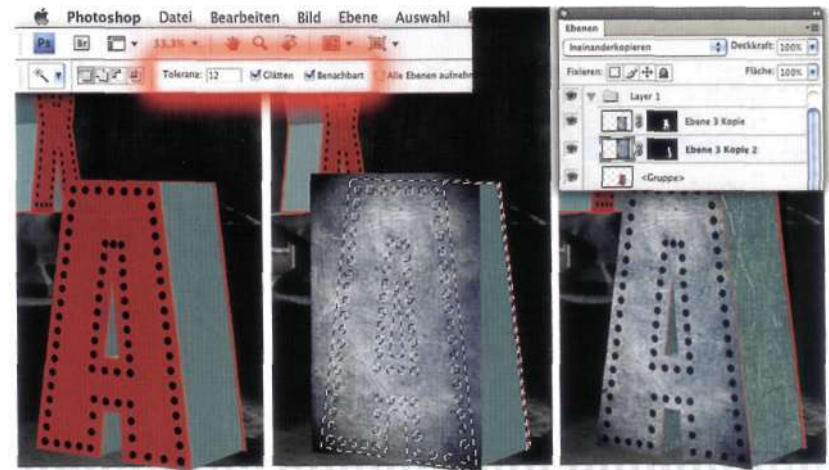 Photoshop Datei Bearbeiten Bild Ebene Auswahl
Ps Br 33,3%
Toleranz: 12 Glätten Benachbart Alle Ebenen aufnehm
Ebenen
Ineinanderkopieren Deckkraft: 100%
Fixieren: Fläche: 100%
Layer 1
Ebene 3 Kopie
Ebene 3 Kopie 2
<Gruppe>
A
A
A